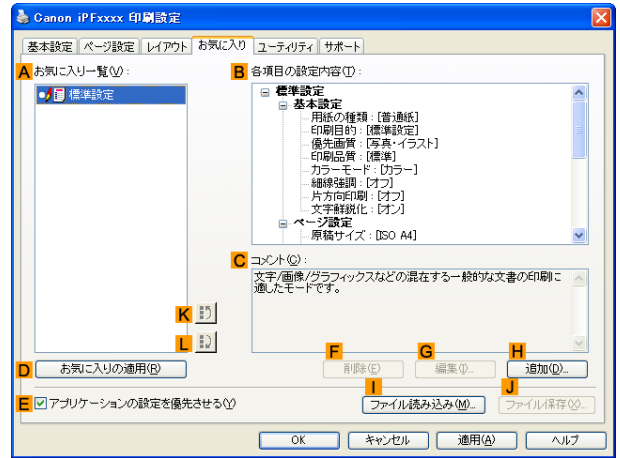 Canon iPFxxxx 印刷設定
基本設定 ページ設定 レイアウト お気に入り ユーティリティ サポート
A お気に入り一覧(V):
B 各項目の設定内容(T):
標準設定
標準設定
基本設定
用紙の種類:[普通紙]
印刷目的:[標準設定]
優先画質:[写真・イラスト]
印刷品質:[標準]
カラーモード:[カラー]
細線強調:[オフ]
片方向印刷:[オフ]
文字鮮鋭化:[オン]
ページ設定
原稿サイズ:[ISO A4]
C コメント(C):
文字/画像/グラフィックスなどの混在する一般的な文書の印刷に
適したモードです。
K
L
D お気に入りの適用(R)
F 削除(E)
G 編集(I)...
H 追加(D)...
E アプリケーションの設定を優先させる(Y)
I ファイル読み込み(M)...
J ファイル保存(X)...
OK キャンセル 適用(A) ヘルプ